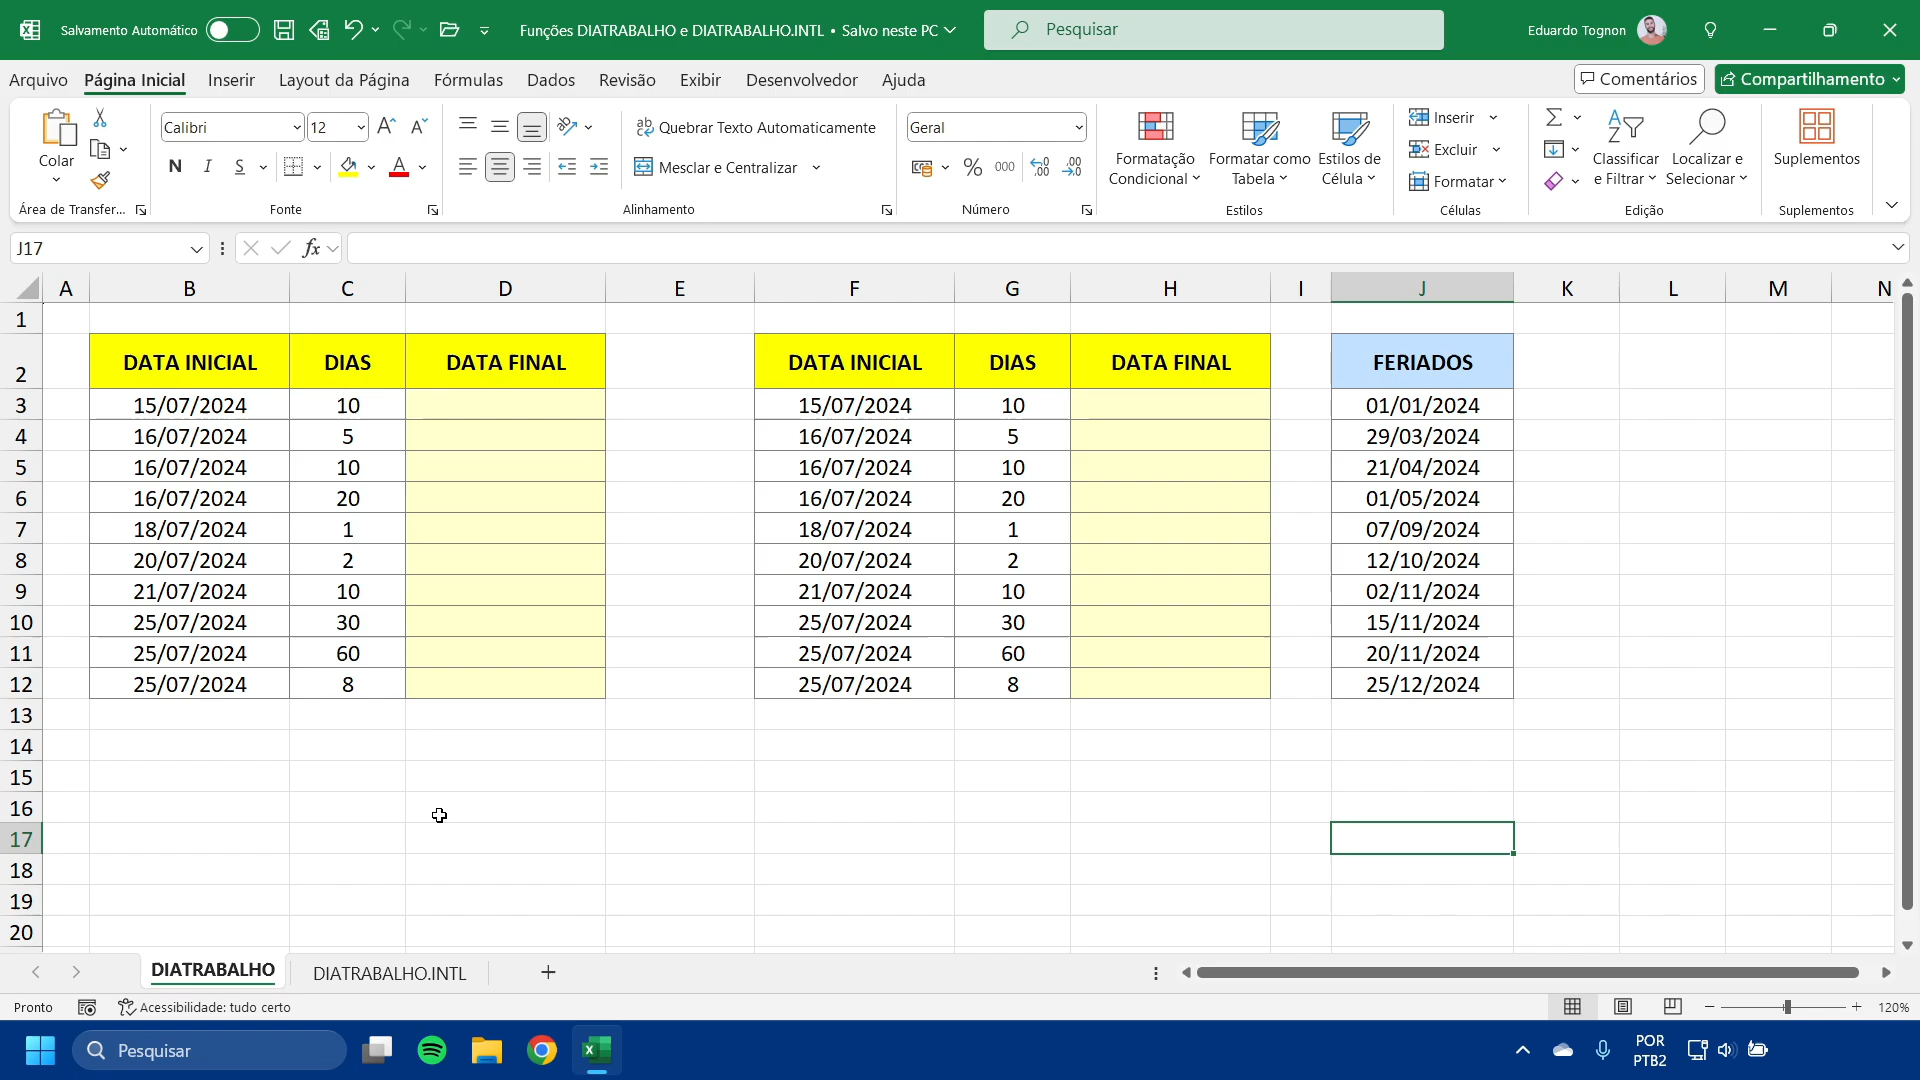 Salvamento Automático
Funções DIATRABALHO e DIATRABALHO.INTL • Salvo neste PC
Pesquisar
Eduardo Tognon
Arquivo Página Inicial Inserir Layout da Página Fórmulas Dados Revisão Exibir Desenvolvedor Ajuda
Comentários
Compartilhamento
Colar
Área de Transfer...
Calibri
12
N I S
Fonte
Quebrar Texto Automaticamente
Mesclar e Centralizar
Alinhamento
Geral
% 000
Número
Formatação Condicional
Formatar como Tabela
Estilos de Célula
Estilos
Inserir
Excluir
Formatar
Células
Classificar e Filtrar
Localizar e Selecionar
Edição
Suplementos
Suplementos
J17
fx
A B C D E F G H I J K L M N
1
2 DATA INICIAL DIAS DATA FINAL DATA INICIAL DIAS DATA FINAL FERIADOS
3 15/07/2024 10 15/07/2024 10 01/01/2024
4 16/07/2024 5 16/07/2024 5 29/03/2024
5 16/07/2024 10 16/07/2024 10 21/04/2024
6 16/07/2024 20 16/07/2024 20 01/05/2024
7 18/07/2024 1 18/07/2024 1 07/09/2024
8 20/07/2024 2 20/07/2024 2 12/10/2024
9 21/07/2024 10 21/07/2024 10 02/11/2024
10 25/07/2024 30 25/07/2024 30 15/11/2024
11 25/07/2024 60 25/07/2024 60 20/11/2024
12 25/07/2024 8 25/07/2024 8 25/12/2024
13
14
15
16
17
18
19
20
DIATRABALHO DIATRABALHO.INTL
Pronto
Acessibilidade: tudo certo
120%
Pesquisar
POR
PTB2